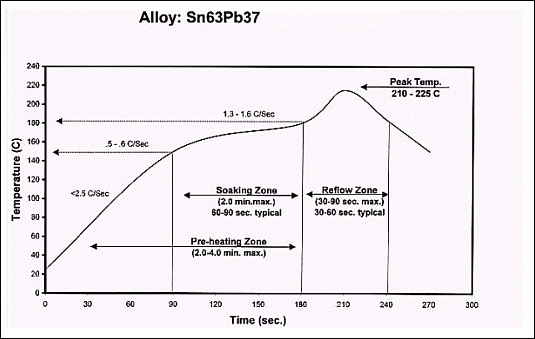 Alloy: Sn63Pb37
Temperature (C)
240
220
200
180
160
140
120
100
80
60
40
20
0
Peak Temp.
210 - 225 C
1.3 - 1.6 C/Sec
.5 - .6 C/Sec
<2.5 C/Sec
Soaking Zone
(2.0 min.max.)
60-90 sec. typical
Reflow Zone
(30-90 sec. max.)
30-60 sec. typical
Pre-heating Zone
(2.0-4.0 min. max.)
0 30 60 90 120 150 180 210 240 270 300
Time (sec.)